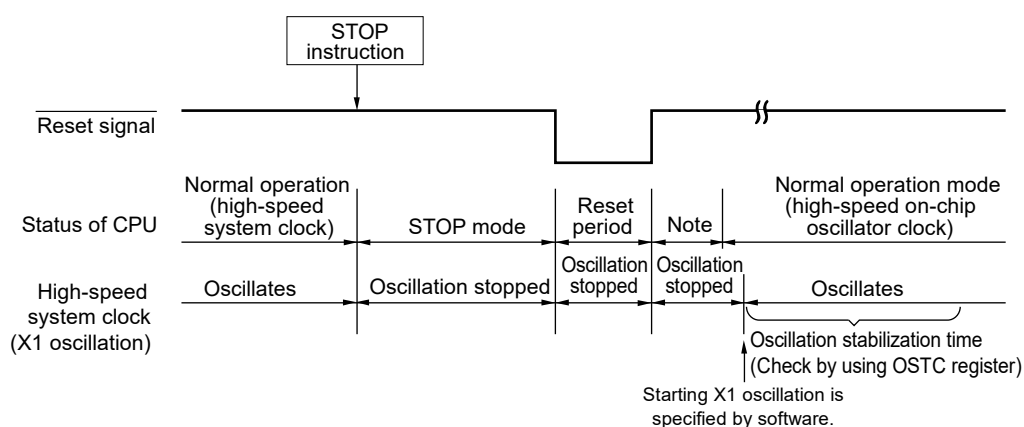 STOP
instruction
Reset signal
Normal operation
(high-speed
system clock)
Status of CPU
STOP mode
Reset
period
Note
Normal operation mode
(high-speed on-chip
oscillator clock)
High-speed
system clock
(X1 oscillation)
Oscillates
Oscillation stopped
Oscillation
stopped
Oscillation
stopped
Oscillates
Oscillation stabilization time
(Check by using OSTC register)
Starting X1 oscillation is
specified by software.